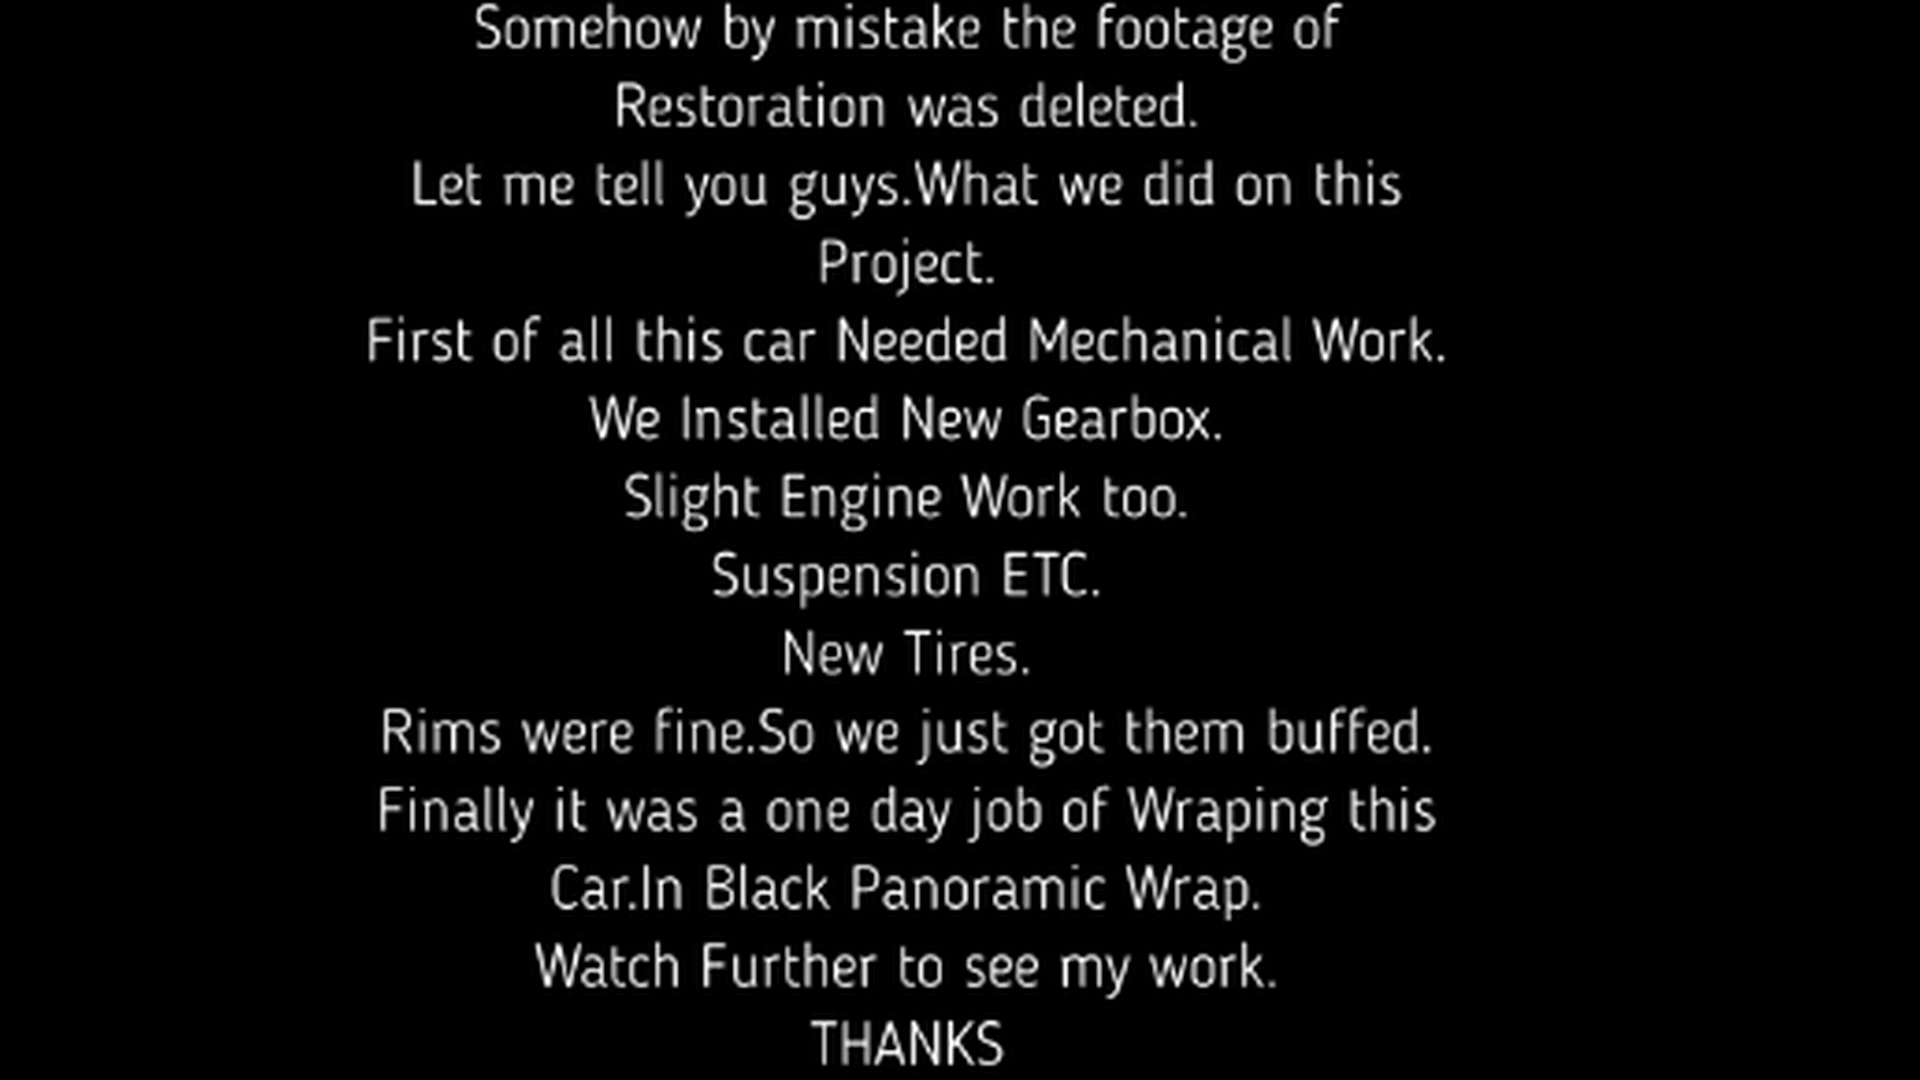 Somehow by mistake the footage of
Restoration was deleted.
Let me tell you guys.What we did on this
Project.
First of all this car Needed Mechanical Work.
We Installed New Gearbox.
Slight Engine Work too.
Suspension ETC.
New Tires.
Rims were fine.So we just got them buffed.
Finally it was a one day job of Wraping this
Car.In Black Panoramic Wrap.
Watch Further to see my work.
THANKS